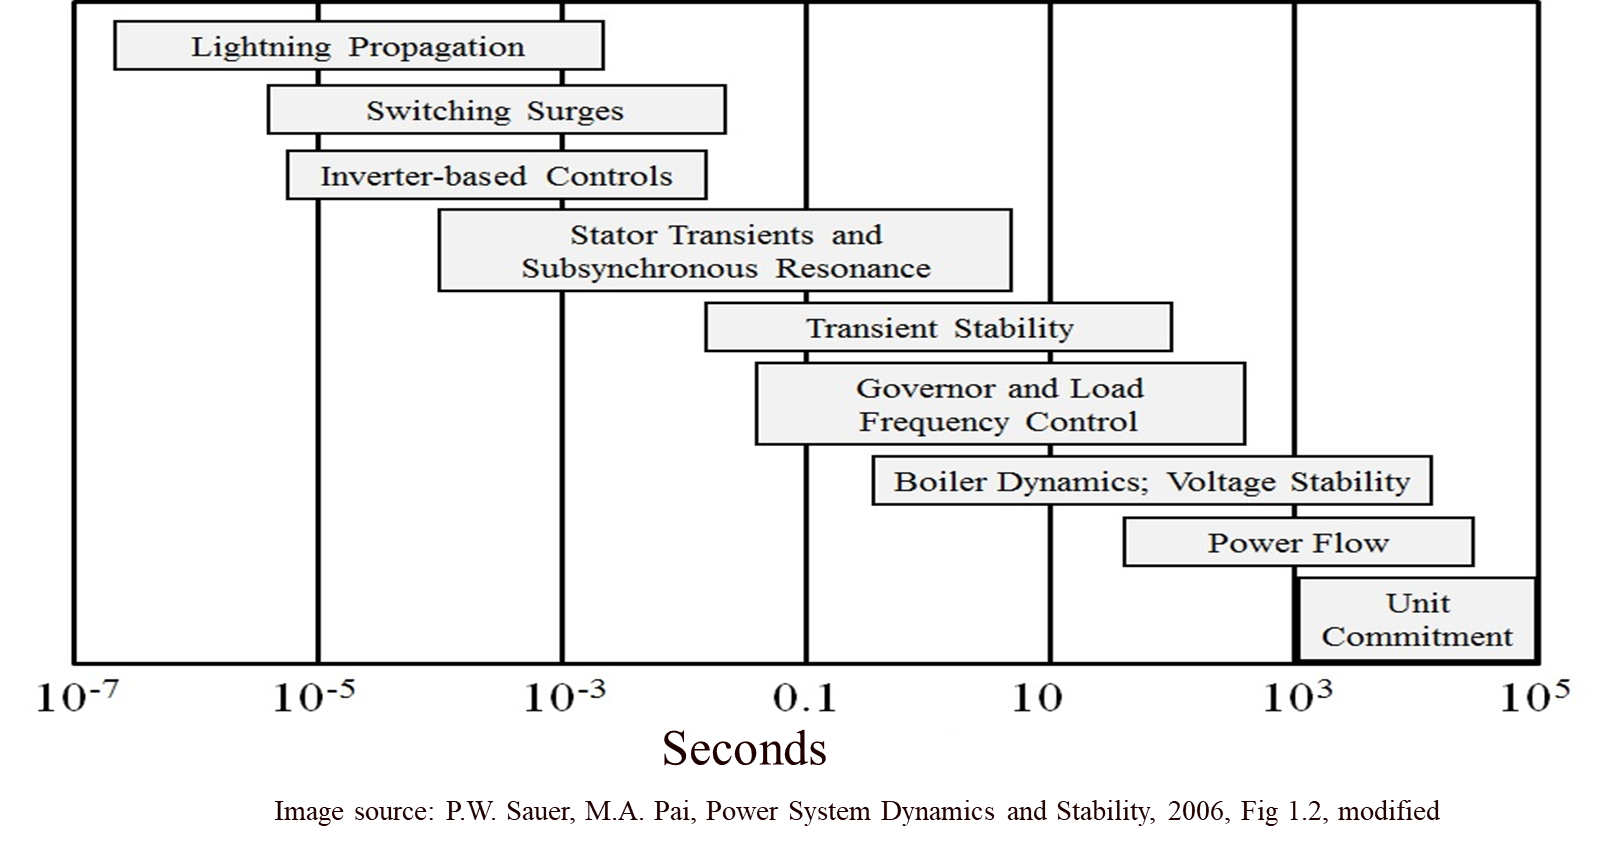 Lightning Propagation
Switching Surges
Inverter-based Controls
Stator Transients and
Subsynchronous Resonance
Transient Stability
Governor and Load
Frequency Control
Boiler Dynamics; Voltage Stability
Power Flow
Unit
Commitment
10⁻⁷ 10⁻⁵ 10⁻³ 0.1 10 10³ 10⁵
Seconds
Image source: P.W. Sauer, M.A. Pai, Power System Dynamics and Stability, 2006, Fig 1.2, modified